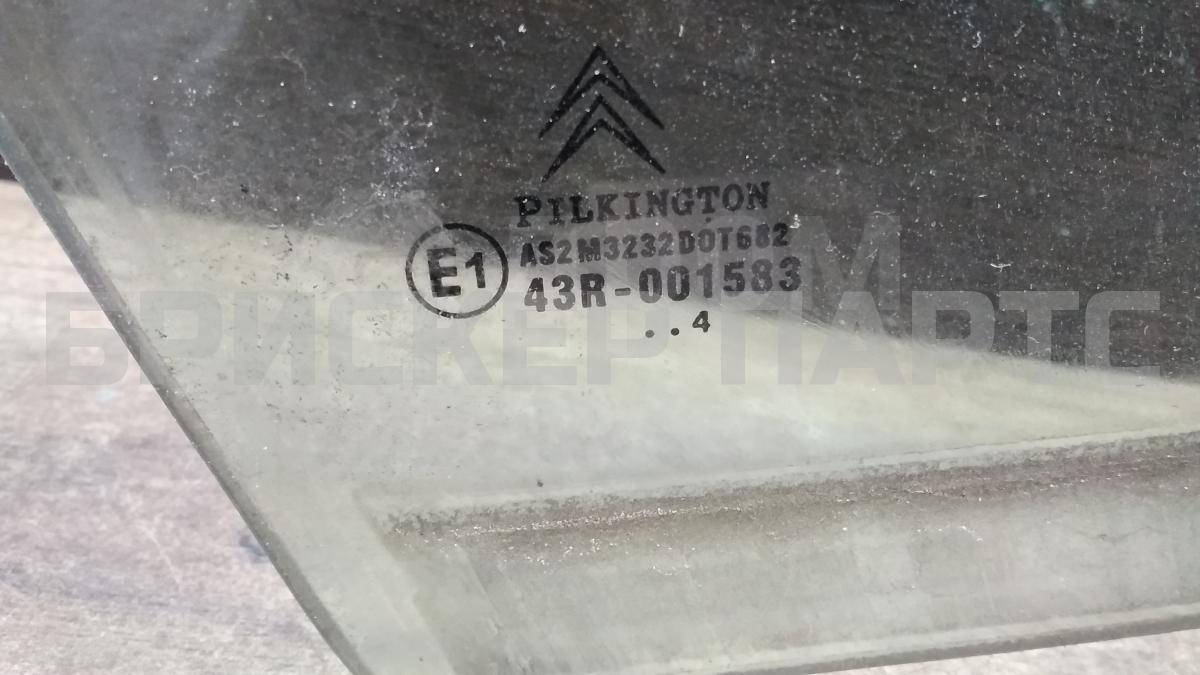 PILKINGTON
AS2 M3232 DOT682
E1
43R-001583
..4
БРИСКЕР ПАРТС